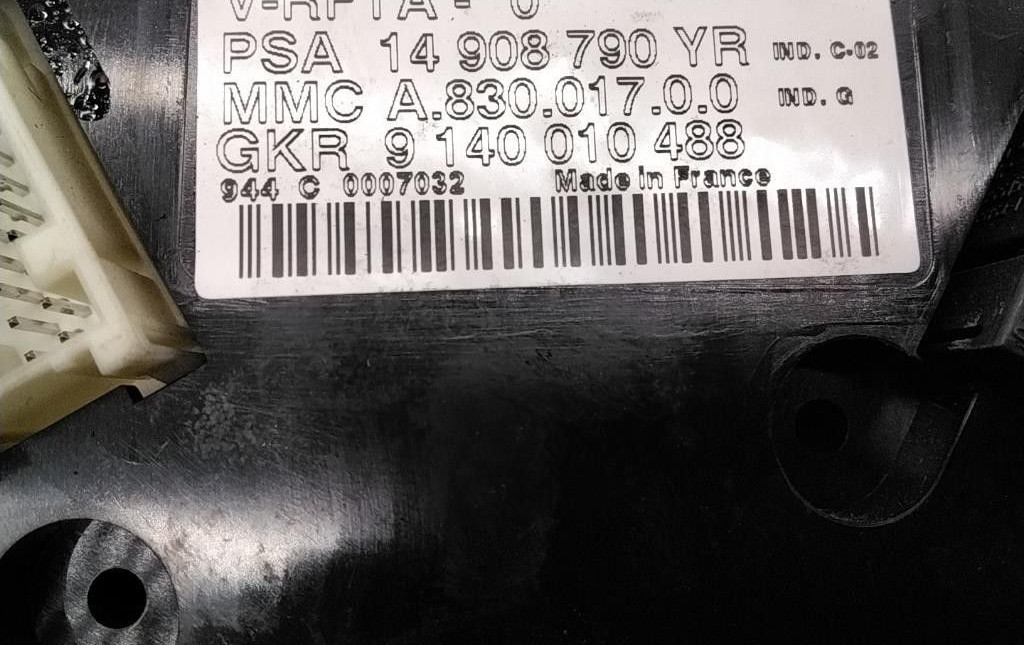 PSA 14 908 790 YR IND. C-02
MMC A.830.017.0.0 IND. G
GKR 9 140 010 488
944 C 0007032 Made in France